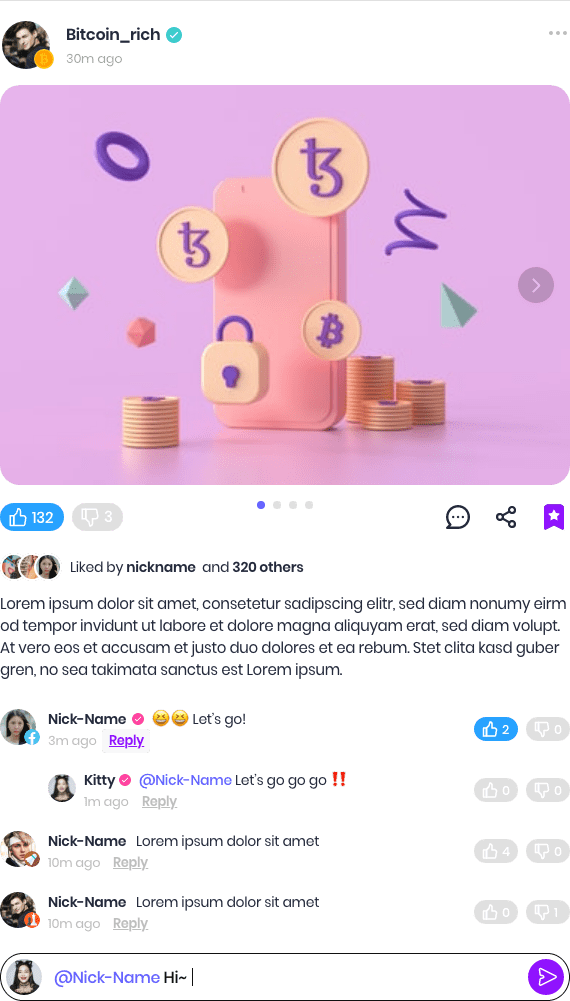 Bitcoin_rich
30m ago
132
3
Liked by nickname and 320 others
Lorem ipsum dolor sit amet, consetetur sadipscing elitr, sed diam nonumy eirm
od tempor invidunt ut labore et dolore magna aliquyam erat, sed diam volupt.
At vero eos et accusam et justo duo dolores et ea rebum. Stet clita kasd guber
gren, no sea takimata sanctus est Lorem ipsum.
Nick-Name 😆😆 Let's go!
2
0
3m ago Reply
Kitty @Nick-Name Let's go go go ‼️
0
0
1m ago Reply
Nick-Name Lorem ipsum dolor sit amet
4
0
10m ago Reply
Nick-Name Lorem ipsum dolor sit amet
0
1
10m ago Reply
@Nick-Name Hi~